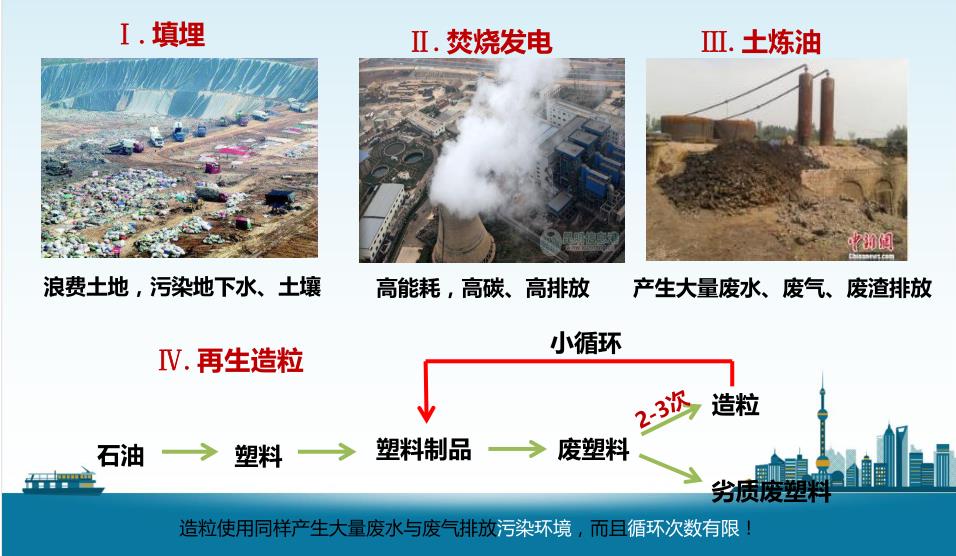 Ⅰ. 填埋
Ⅱ. 焚烧发电
Ⅲ. 土炼油
昆明信息港
中新网
Chinanews.com
浪费土地，污染地下水、土壤
高能耗，高碳、高排放
产生大量废水、废气、废渣排放
小循环
Ⅳ. 再生造粒
2-3次
造粒
石油
塑料
塑料制品
废塑料
劣质废塑料
造粒使用同样产生大量废水与废气排放污染环境，而且循环次数有限！